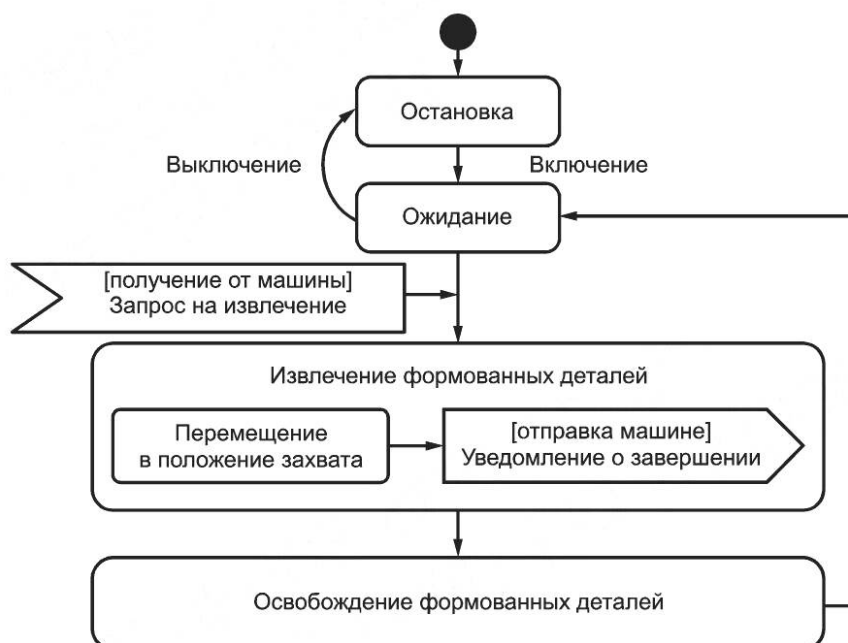 Остановка
Выключение
Включение
Ожидание
[получение от машины]
Запрос на извлечение
Извлечение формованных деталей
Перемещение
в положение захвата
[отправка машине]
Уведомление о завершении
Освобождение формованных деталей